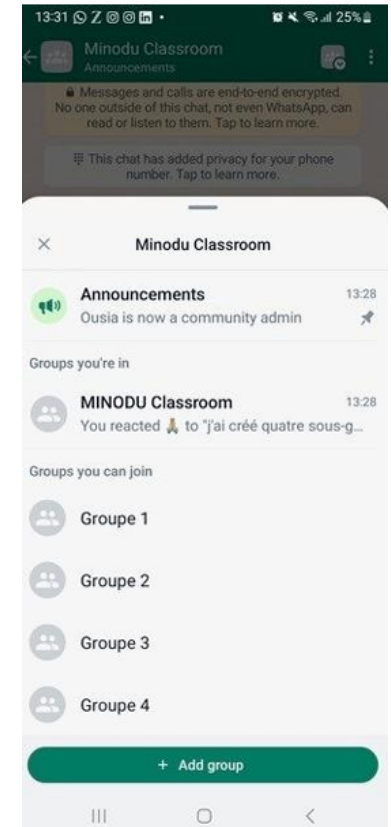 13:31
25%
Minodu Classroom
Announcements
Messages and calls are end-to-end encrypted.
No one outside of this chat, not even WhatsApp, can
read or listen to them. Tap to learn more.
This chat has added privacy for your phone
number. Tap to learn more.
Minodu Classroom
Announcements 13:28
Ousia is now a community admin
Groups you're in
MINODU Classroom 13:28
You reacted 🙏 to "j'ai créé quatre sous-g...
Groups you can join
Groupe 1
Groupe 2
Groupe 3
Groupe 4
+ Add group